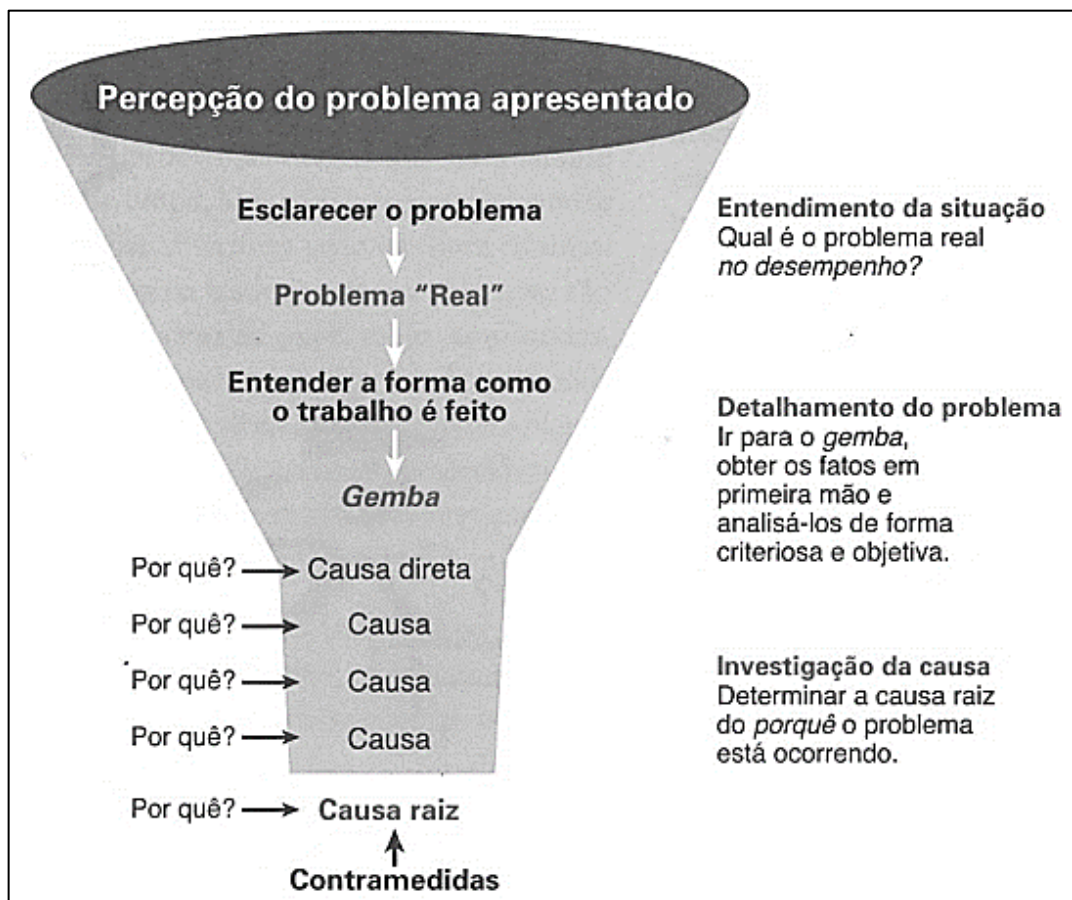 Percepção do problema apresentado
Esclarecer o problema
Problema “Real”
Entender a forma como
o trabalho é feito
Gemba
Entendimento da situação
Qual é o problema real
no desempenho?
Detalhamento do problema
Ir para o gemba,
obter os fatos em
primeira mão e
analisá-los de forma
criteriosa e objetiva.
Por quê? Causa direta
Por quê? Causa
Por quê? Causa
Por quê? Causa
Por quê? Causa raiz
Contramedidas
Investigação da causa
Determinar a causa raiz
do porquê o problema
está ocorrendo.